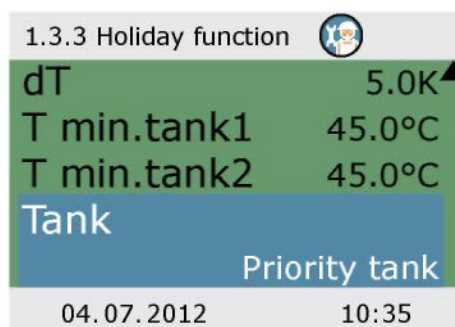 1.3.3 Holiday function
dT 5.0K
T min.tank1 45.0°C
T min.tank2 45.0°C
Tank
Priority tank
04.07.2012 10:35